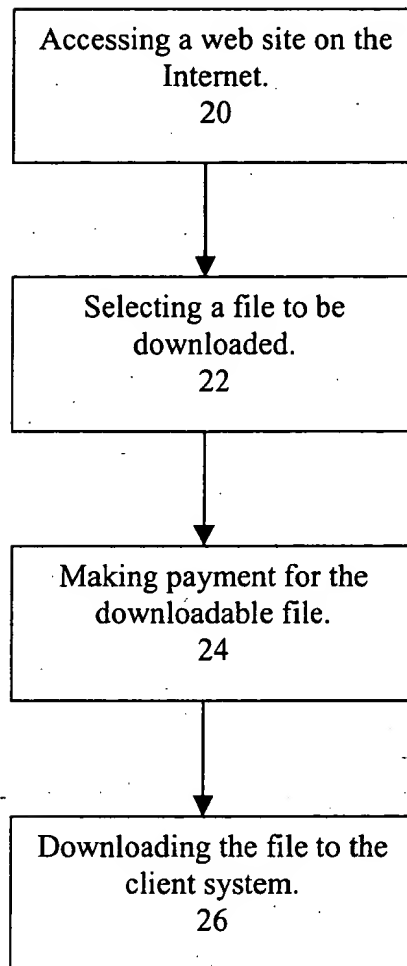 Accessing a web site on the
Internet.
20
Selecting a file to be
downloaded.
22
Making payment for the
downloadable file.
24
Downloading the file to the
client system.
26